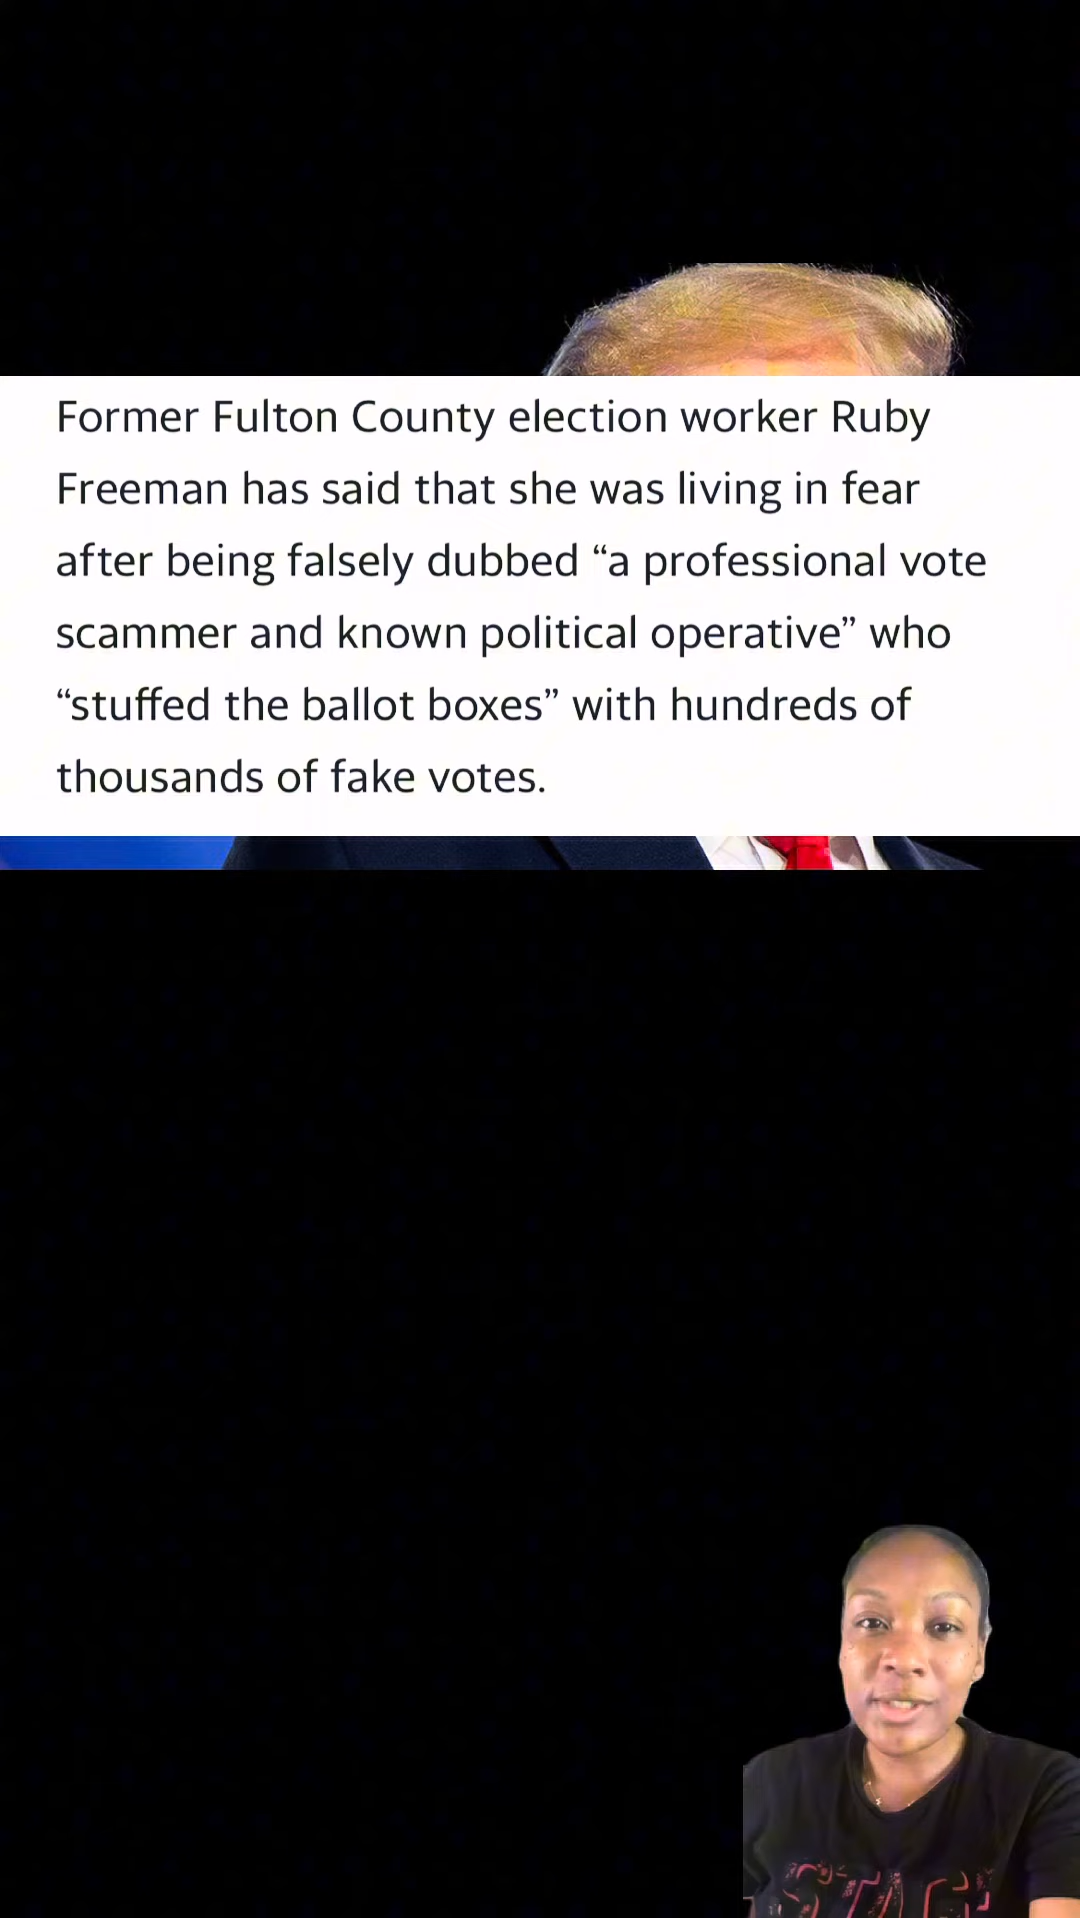 Former Fulton County election worker Ruby
Freeman has said that she was living in fear
after being falsely dubbed “a professional vote
scammer and known political operative” who
“stuffed the ballot boxes” with hundreds of
thousands of fake votes.